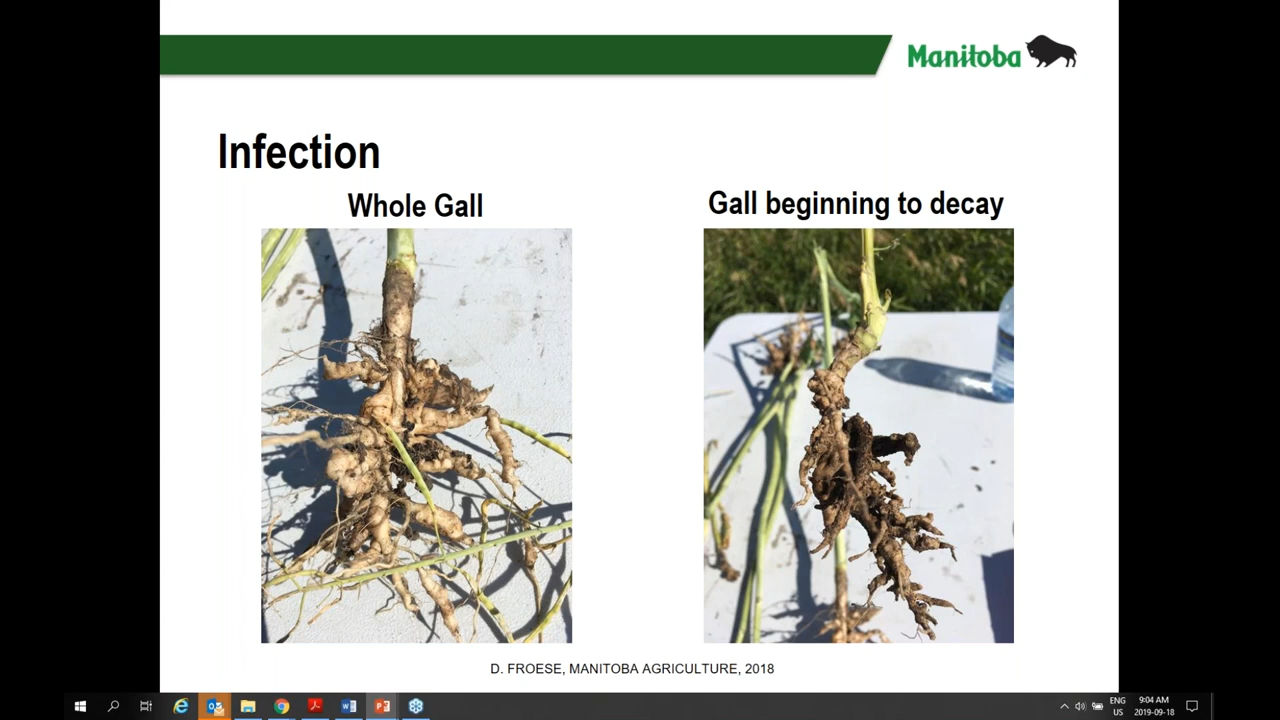 Manitoba
Infection
Whole Gall
Gall beginning to decay
D. FROESE, MANITOBA AGRICULTURE, 2018
ENG
US
9:04 AM
2019-09-18